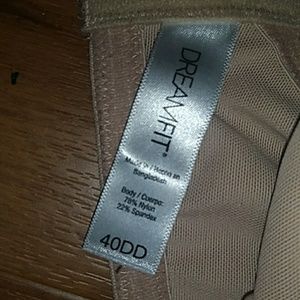 DREAMFIT®
Made in / Hecho en
Bangladesh
Body / Cuerpo:
78% Nylon
22% Spandex
40DD